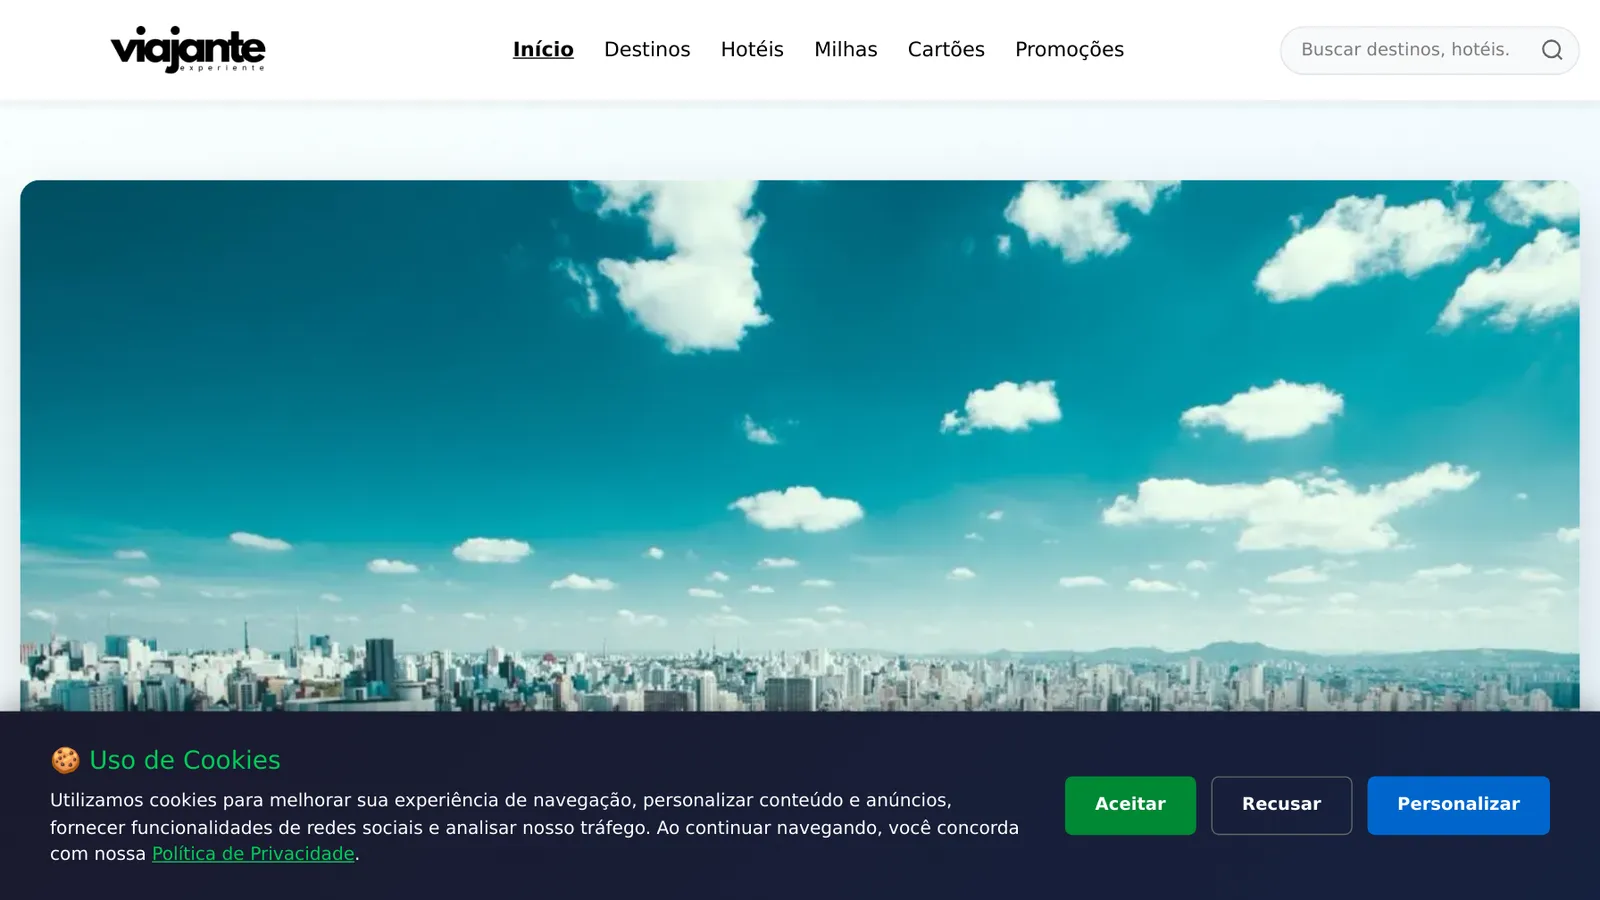 viajante
experiente
Início
Destinos
Hotéis
Milhas
Cartões
Promoções
Buscar destinos, hotéis.
🍪 Uso de Cookies
Utilizamos cookies para melhorar sua experiência de navegação, personalizar conteúdo e anúncios,
fornecer funcionalidades de redes sociais e analisar nosso tráfego. Ao continuar navegando, você concorda
com nossa Política de Privacidade.
Aceitar
Recusar
Personalizar